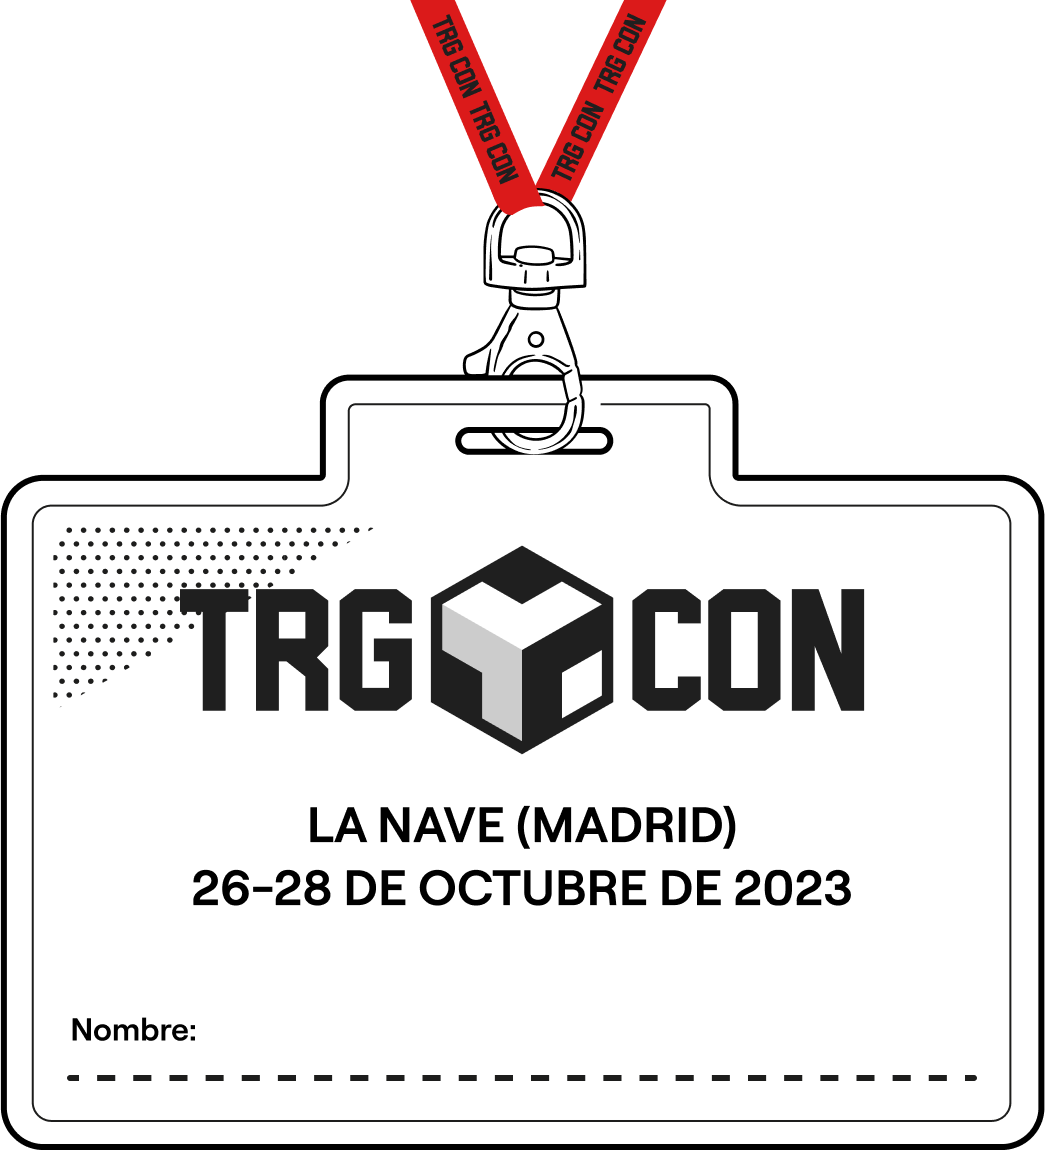 TRG CON TRG CON
TRG CON TRG CON
TRG CON
LA NAVE (MADRID)
26-28 DE OCTUBRE DE 2023
Nombre: